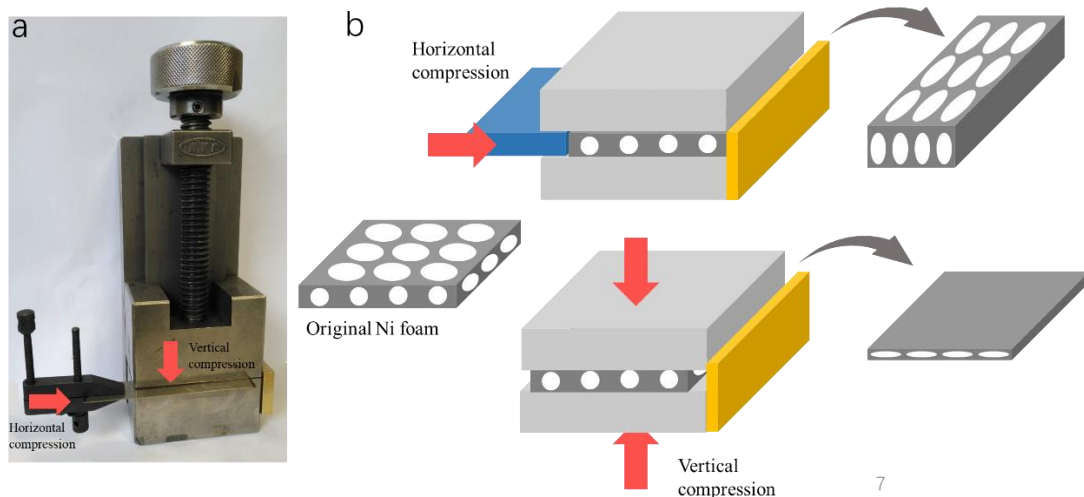 a
b
Horizontal
compression
Original Ni foam
Vertical
compression
Horizontal
compression
Vertical
compression
7